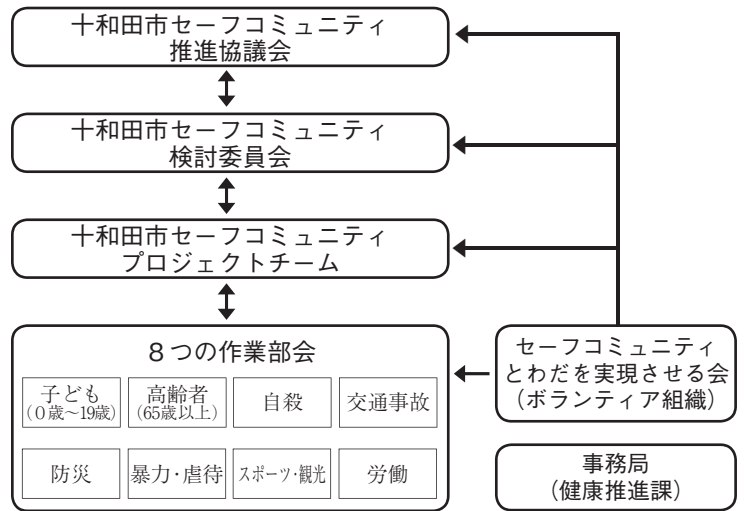 十和田市セーフコミュニティ
推進協議会
十和田市セーフコミュニティ
検討委員会
十和田市セーフコミュニティ
プロジェクトチーム
8つの作業部会
子ども
(0歳~19歳)
高齢者
(65歳以上)
自殺
交通事故
防災
暴力・虐待
スポーツ・観光
労働
セーフコミュニティ
とわだを実現させる会
(ボランティア組織)
事務局
(健康推進課)